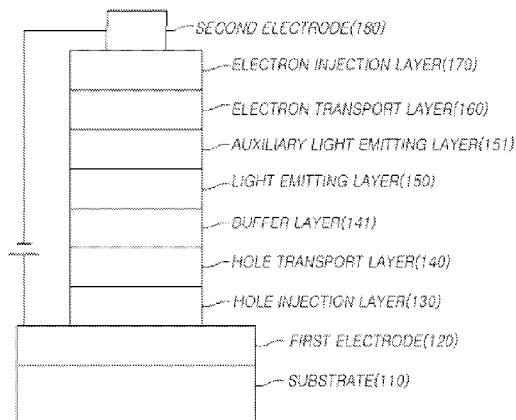 SECOND ELECTRODE(180)
ELECTRON INJECTION LAYER(170)
ELECTRON TRANSPORT LAYER(160)
AUXILIARY LIGHT EMITTING LAYER(151)
LIGHT EMITTING LAYER(150)
BUFFER LAYER(141)
HOLE TRANSPORT LAYER(140)
HOLE INJECTION LAYER(130)
FIRST ELECTRODE(120)
SUBSTRATE(110)